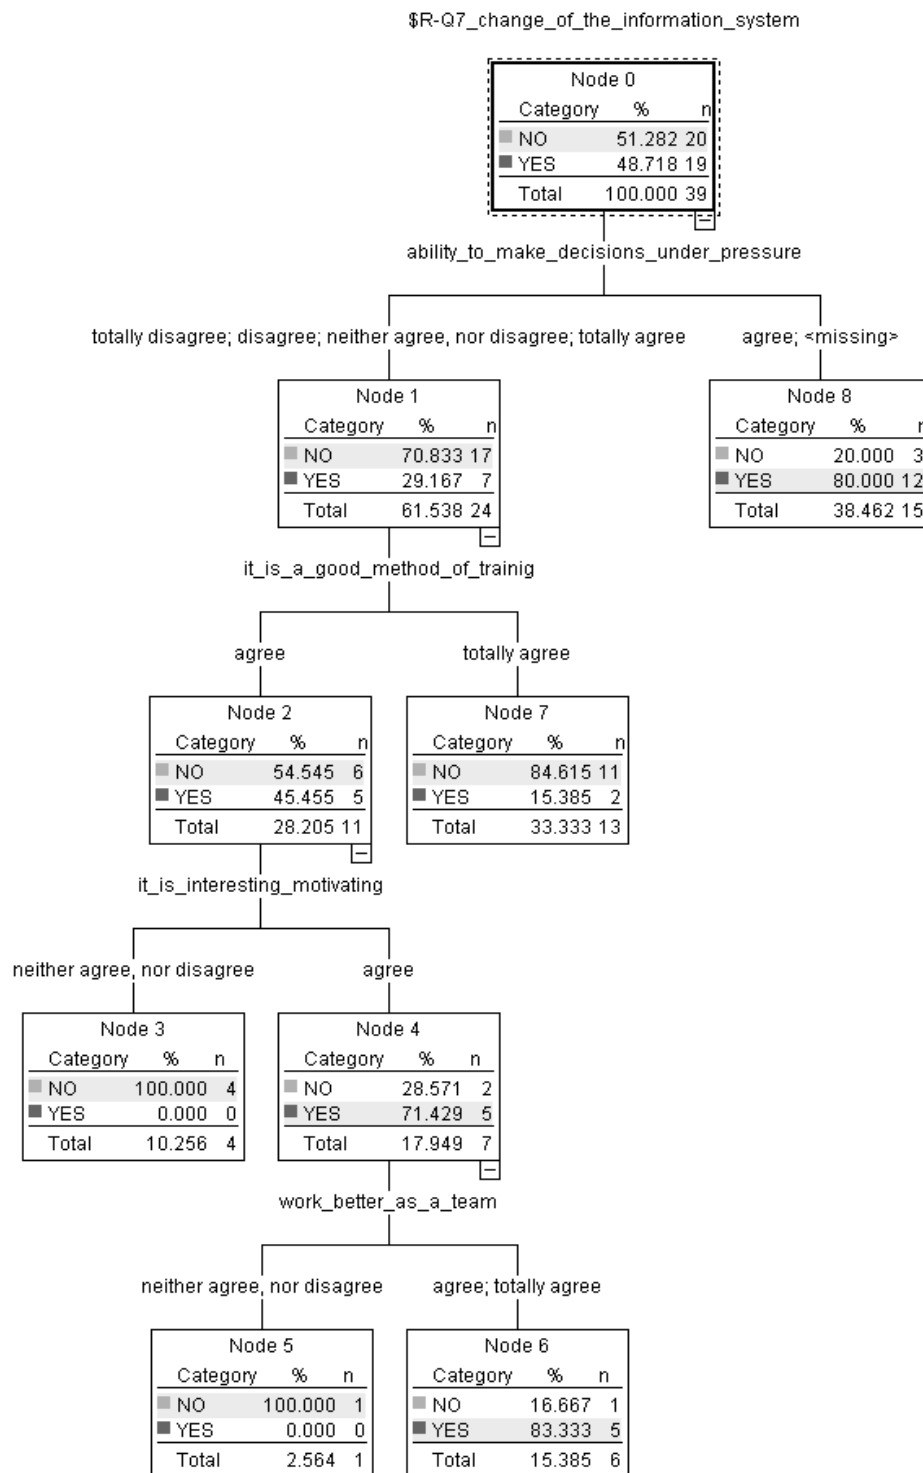 $R-Q7_change_of_the_information_system
Node 0
Category % n
NO 51.282 20
YES 48.718 19
Total 100.000 39
ability_to_make_decisions_under_pressure
totally disagree; disagree; neither agree, nor disagree; totally agree
agree; <missing>
Node 1
Category % n
NO 70.833 17
YES 29.167 7
Total 61.538 24
Node 8
Category % n
NO 20.000 3
YES 80.000 12
Total 38.462 15
it_is_a_good_method_of_trainig
agree
totally agree
Node 2
Category % n
NO 54.545 6
YES 45.455 5
Total 28.205 11
Node 7
Category % n
NO 84.615 11
YES 15.385 2
Total 33.333 13
it_is_interesting_motivating
neither agree, nor disagree
agree
Node 3
Category % n
NO 100.000 4
YES 0.000 0
Total 10.256 4
Node 4
Category % n
NO 28.571 2
YES 71.429 5
Total 17.949 7
work_better_as_a_team
neither agree, nor disagree
agree; totally agree
Node 5
Category % n
NO 100.000 1
YES 0.000 0
Total 2.564 1
Node 6
Category % n
NO 16.667 1
YES 83.333 5
Total 15.385 6